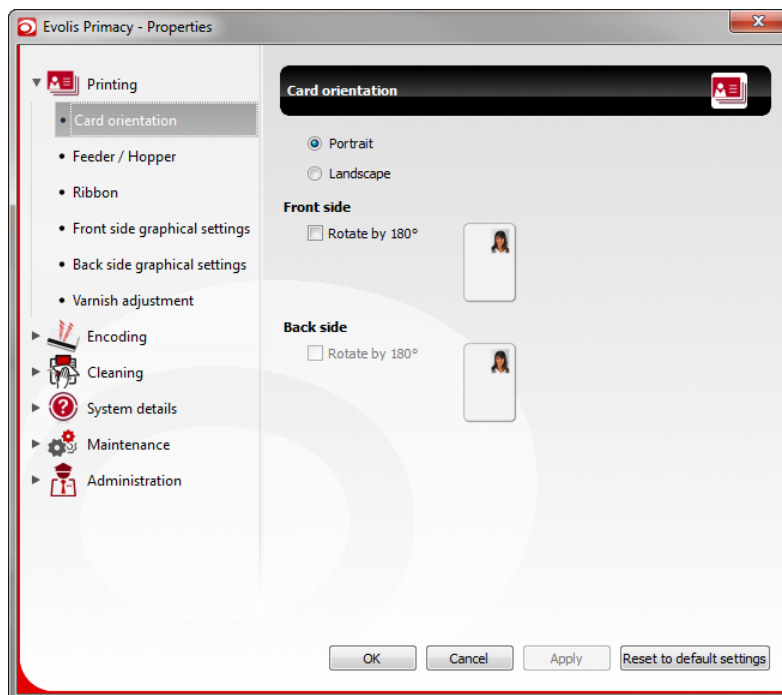 Evolis Primacy - Properties
Printing
Card orientation
Feeder / Hopper
Ribbon
Front side graphical settings
Back side graphical settings
Varnish adjustment
Encoding
Cleaning
System details
Maintenance
Administration
Card orientation
Portrait
Landscape
Front side
Rotate by 180°
Back side
Rotate by 180°
OK
Cancel
Apply
Reset to default settings